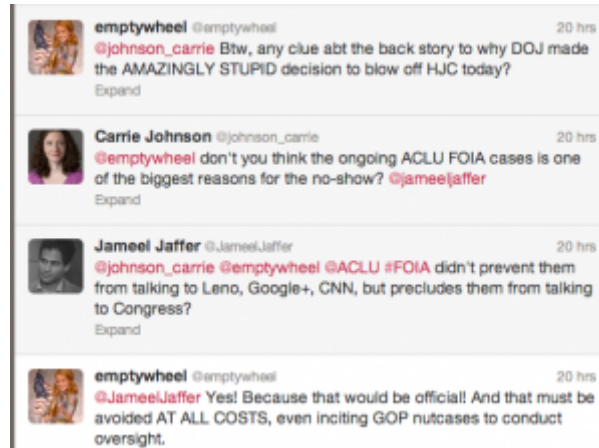 emptywheel @emptywheel 20 hrs
@johnson_carrie Btw, any clue abt the back story to why DOJ made
the AMAZINGLY STUPID decision to blow off HJC today?
Expand
Carrie Johnson @johnson_carrie 20 hrs
@emptywheel don't you think the ongoing ACLU FOIA cases is one
of the biggest reasons for the no-show? @jameeljaffer
Expand
Jameel Jaffer @JameelJaffer 20 hrs
@johnson_carrie @emptywheel @ACLU #FOIA didn't prevent them
from talking to Leno, Google+, CNN, but precludes them from talking
to Congress?
Expand
emptywheel @emptywheel 20 hrs
@JameelJaffer Yes! Because that would be official! And that must be
avoided AT ALL COSTS, even inciting GOP nutcases to conduct
oversight.